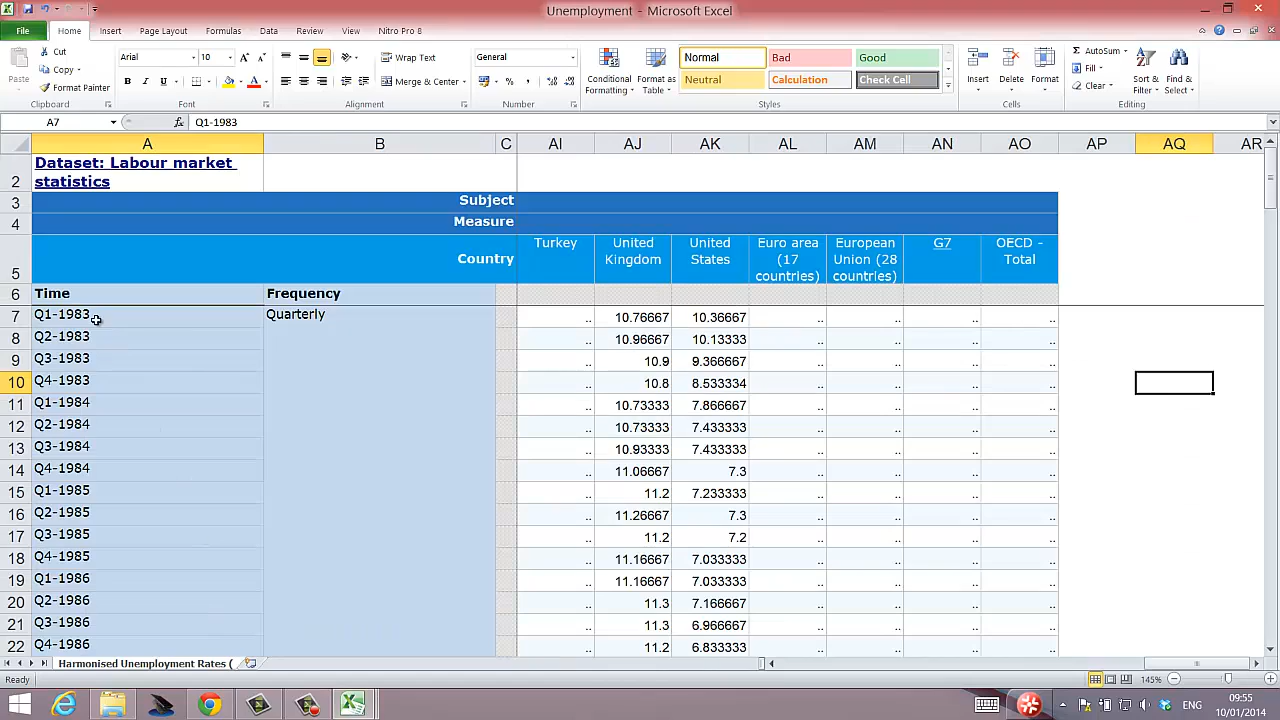 Unemployment - Microsoft Excel
File Home Insert Page Layout Formulas Data Review View Nitro Pro 8
Paste Cut Copy Format Painter Clipboard
Arial 10 B I U Font
Wrap Text Merge & Center Alignment
General % , Number
Conditional Formatting Format as Table
Normal Bad Good
Neutral Calculation Check Cell
Styles
Insert Delete Format Cells
AutoSum Fill Clear Sort & Filter Find & Select Editing
A7 fx Q1-1983
A B C AI AJ AK AL AM AN AO AP AQ AR
2 Dataset: Labour market statistics
3 Subject
4 Measure
5 Country Turkey United Kingdom United States Euro area (17 countries) European Union (28 countries) G7 OECD - Total
6 Time Frequency
7 Q1-1983 Quarterly .. 10.76667 10.36667 .. .. .. ..
8 Q2-1983 .. 10.96667 10.13333 .. .. .. ..
9 Q3-1983 .. 10.9 9.366667 .. .. .. ..
10 Q4-1983 .. 10.8 8.533334 .. .. .. ..
11 Q1-1984 .. 10.73333 7.866667 .. .. .. ..
12 Q2-1984 .. 10.73333 7.433333 .. .. .. ..
13 Q3-1984 .. 10.93333 7.433333 .. .. .. ..
14 Q4-1984 .. 11.06667 7.3 .. .. .. ..
15 Q1-1985 .. 11.2 7.233333 .. .. .. ..
16 Q2-1985 .. 11.26667 7.3 .. .. .. ..
17 Q3-1985 .. 11.2 7.2 .. .. .. ..
18 Q4-1985 .. 11.16667 7.033333 .. .. .. ..
19 Q1-1986 .. 11.16667 7.033333 .. .. .. ..
20 Q2-1986 .. 11.3 7.166667 .. .. .. ..
21 Q3-1986 .. 11.3 6.966667 .. .. .. ..
22 Q4-1986 .. 11.2 6.833333 .. .. .. ..
Harmonised Unemployment Rates (
Ready 145%
ENG 09:55
10/01/2014